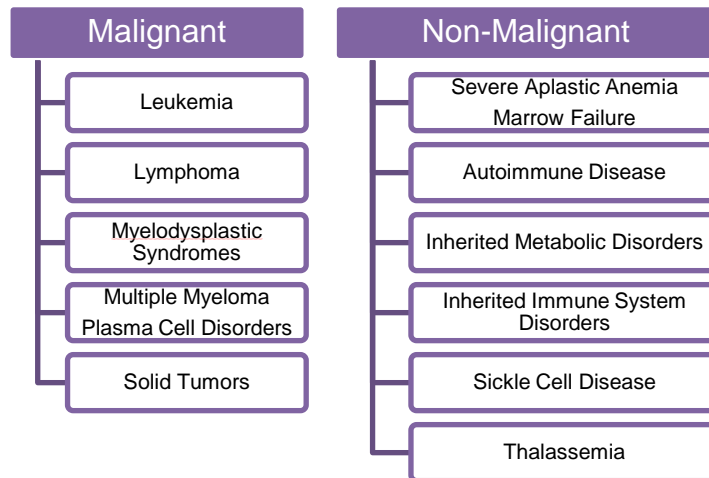 Malignant
Leukemia
Lymphoma
Myelodysplastic
Syndromes
Multiple Myeloma
Plasma Cell Disorders
Solid Tumors
Non-Malignant
Severe Aplastic Anemia
Marrow Failure
Autoimmune Disease
Inherited Metabolic Disorders
Inherited Immune System
Disorders
Sickle Cell Disease
Thalassemia